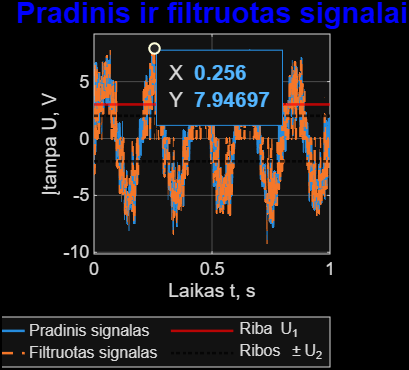 Pradinis ir filtruotas signalai
X 0.256
Y 7.94697
5
0
-5
-10
Įtampa U, V
0
0.5
1
Laikas t, s
Pradinis signalas
Riba U1
Filtruotas signalas
Ribos ± U2